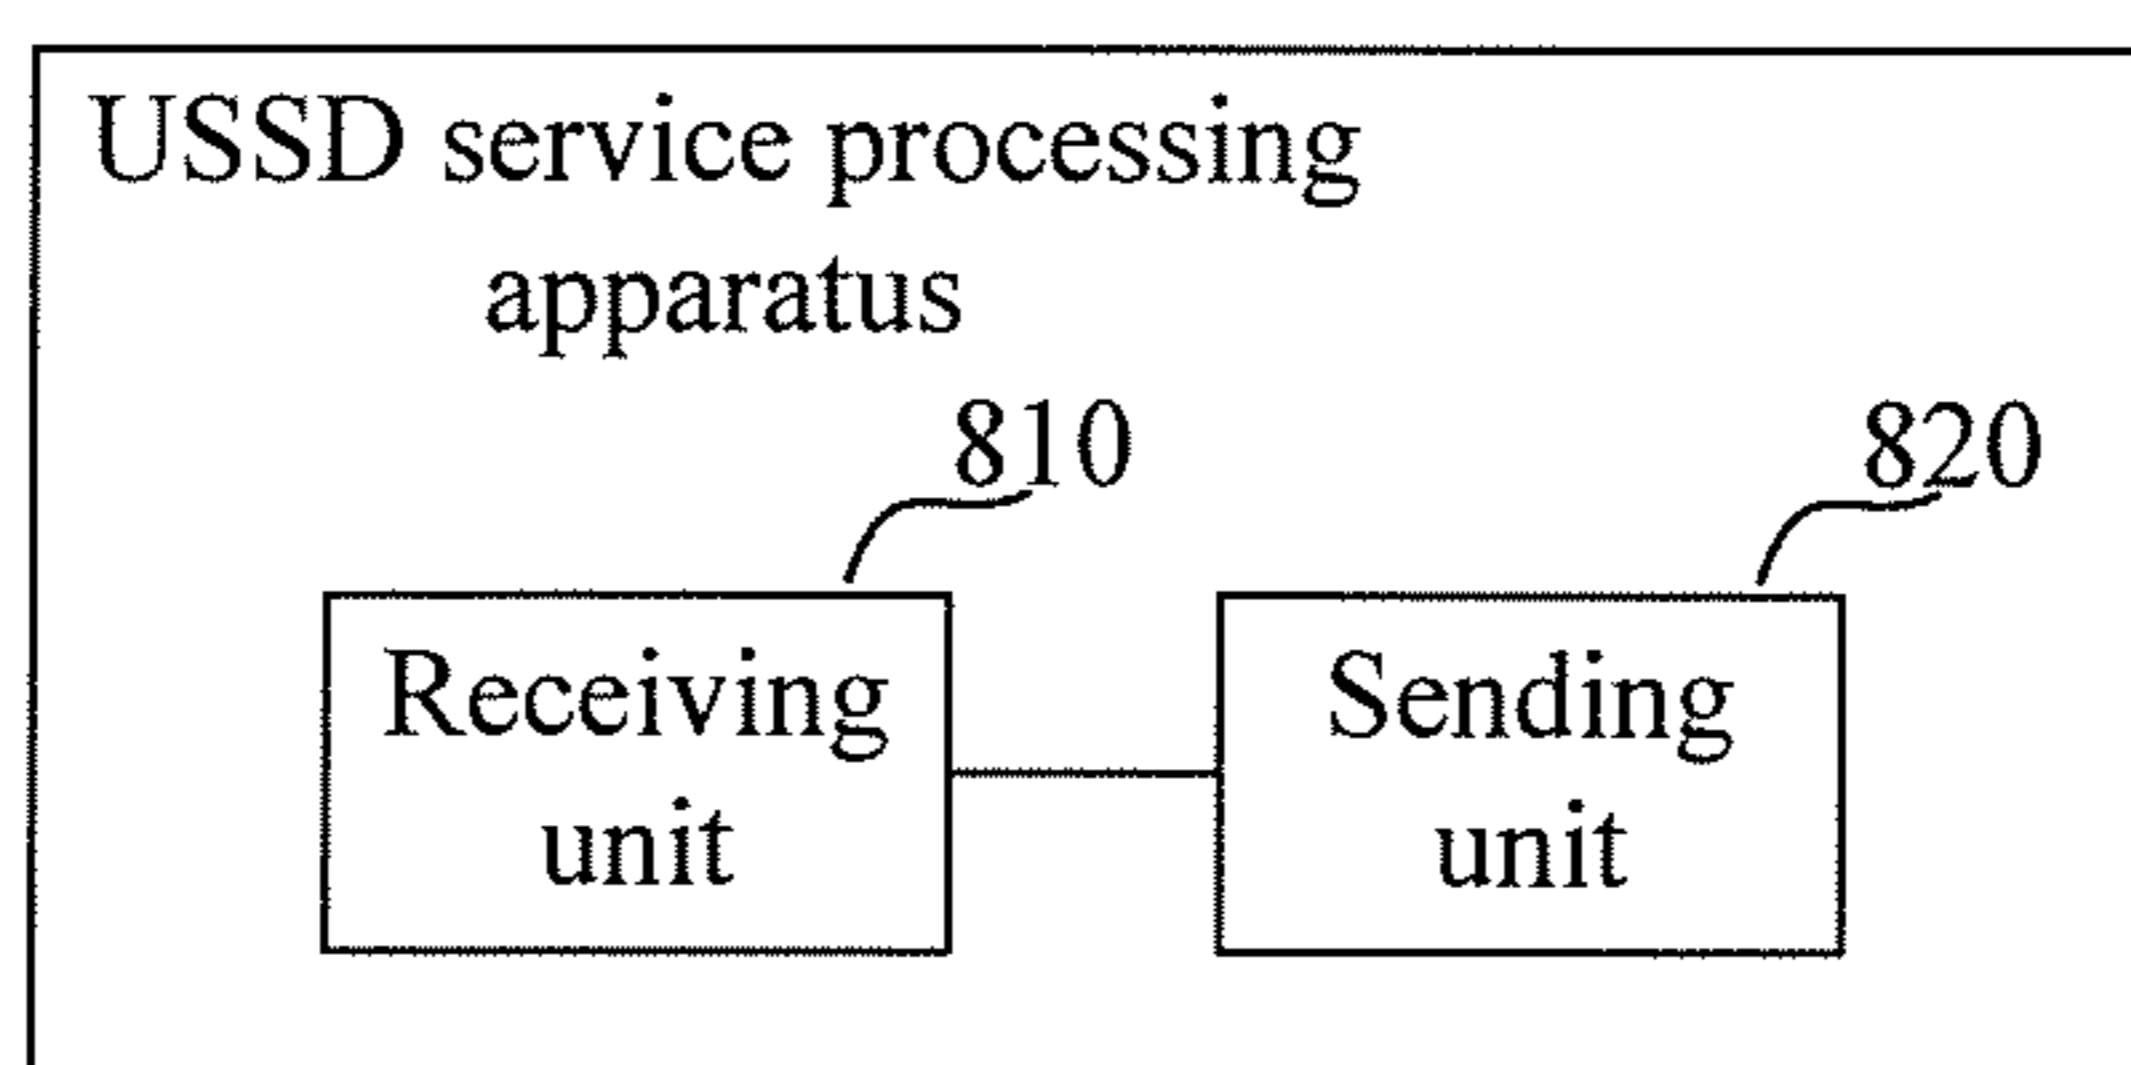 USSD service processing
apparatus
810
820
Receiving
unit
Sending
unit